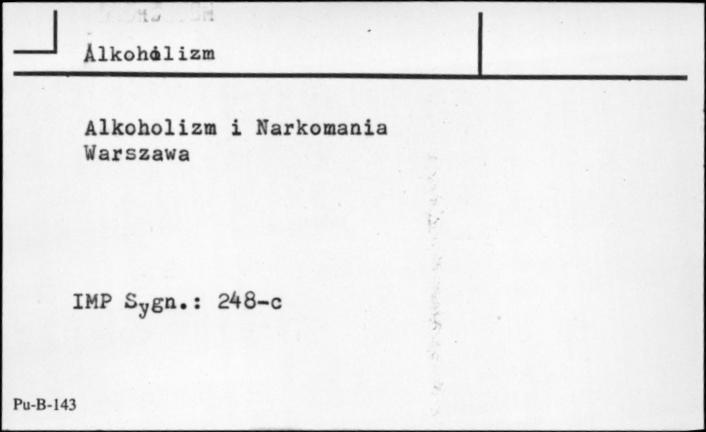 Alkoholizm
Alkoholizm i Narkomania
Warszawa
IMP Sygn.: 248-c
Pu-B-143